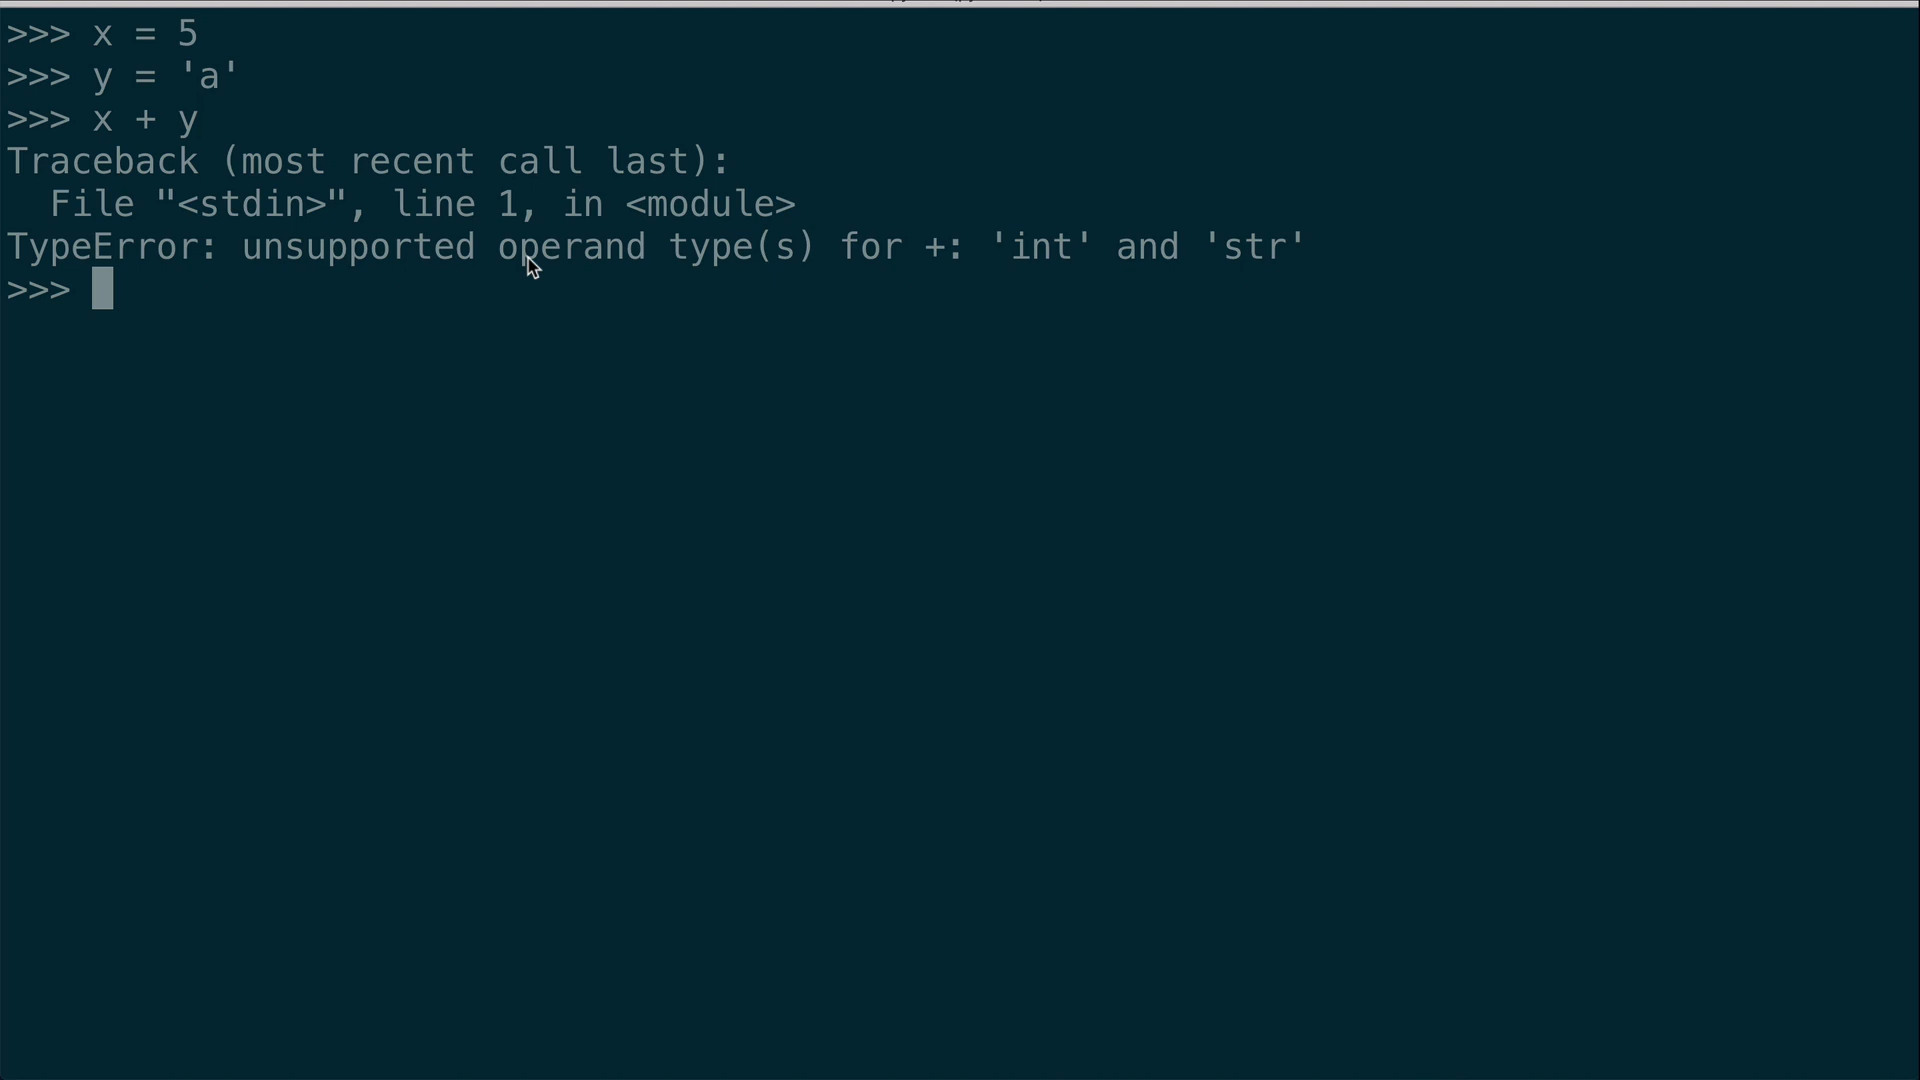 >>> x = 5
>>> y = 'a'
>>> x + y
Traceback (most recent call last):
  File "<stdin>", line 1, in <module>
TypeError: unsupported operand type(s) for +: 'int' and 'str'
>>>